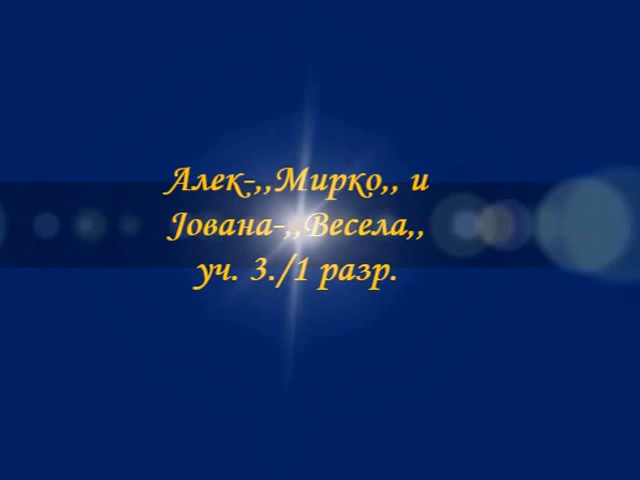 Алек-,,Мирко,, и
Јована-,,Весела,,
уч. 3./1 разр.